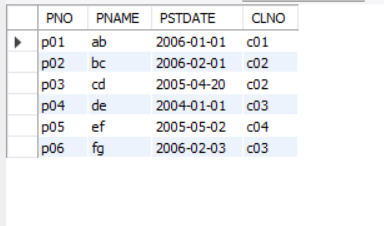 PNO PNAME PSTDATE CLNO
p01 ab 2006-01-01 c01
p02 bc 2006-02-01 c02
p03 cd 2005-04-20 c02
p04 de 2004-01-01 c03
p05 ef 2005-05-02 c04
p06 fg 2006-02-03 c03